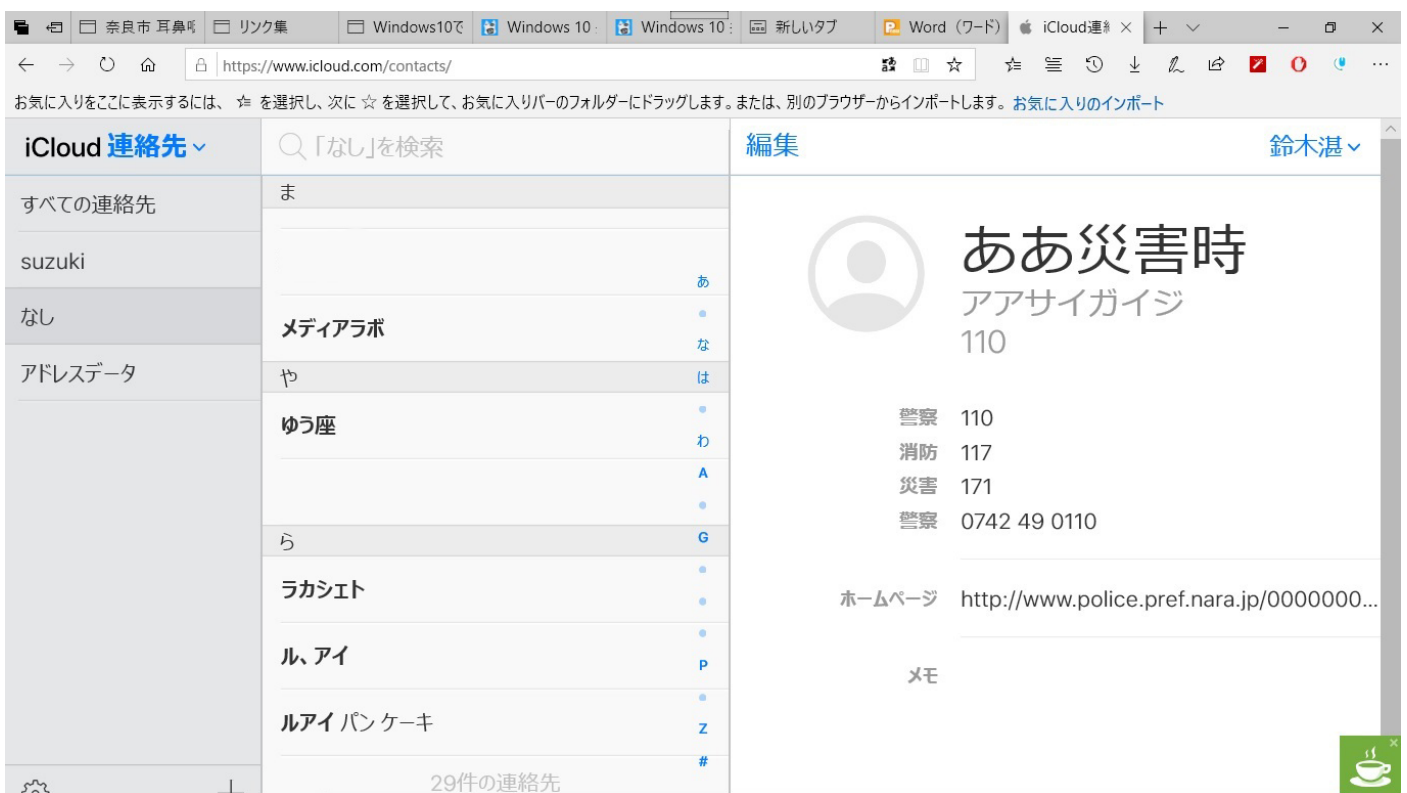 奈良市 耳鼻
リンク集
Windows10で
Windows 10
Windows 10
新しいタブ
Word (ワード)
iCloud連
https://www.icloud.com/contacts/
お気に入りをここに表示するには、☆ を選択し、次に ☆ を選択して、お気に入りバーのフォルダーにドラッグします。または、別のブラウザーからインポートします。お気に入りのインポート
iCloud 連絡先
「なし」を検索
編集
鈴木湛
すべての連絡先
suzuki
なし
アドレスデータ
ま
メディアラボ
や
ゆう座
ら
ラカシェト
ル、アイ
ルアイ パン ケーキ
29件の連絡先
あ
な
は
わ
A
G
P
Z
#
ああ災害時
アアサイガイジ
110
警察 110
消防 117
災害 171
警察 0742 49 0110
ホームページ http://www.police.pref.nara.jp/0000000...
メモ